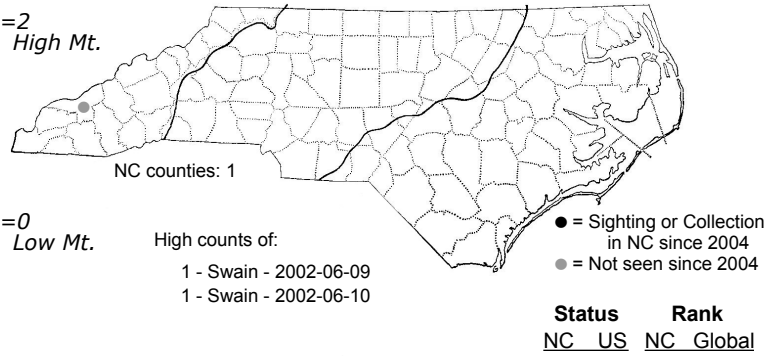 =2
High Mt.
NC counties: 1
=0
Low Mt.
High counts of:
1 - Swain - 2002-06-09
1 - Swain - 2002-06-10
● = Sighting or Collection
in NC since 2004
● = Not seen since 2004
Status Rank
NC US NC Global